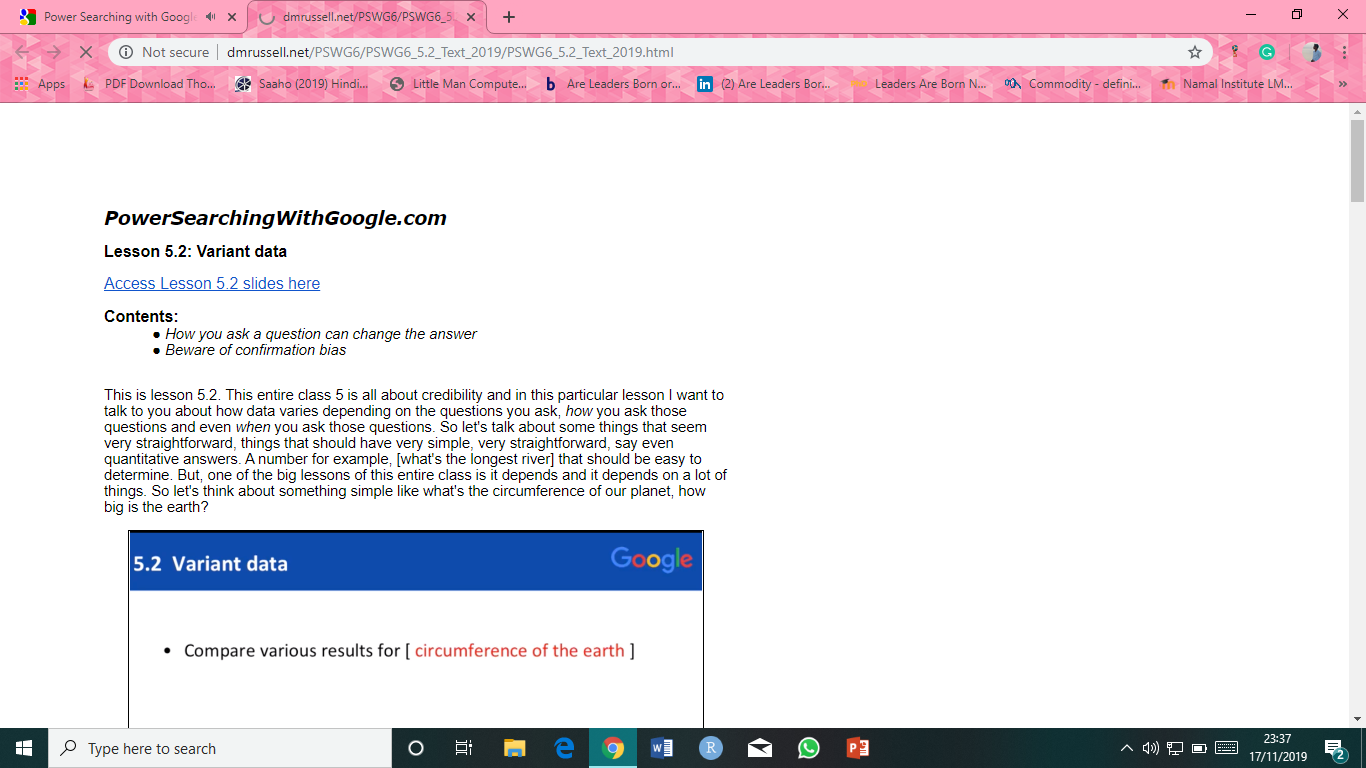 Power Searching with Googl
dmrussell.net/PSWG6/PSWG6_5.
Not secure
dmrussell.net/PSWG6/PSWG6_5.2_Text_2019/PSWG6_5.2_Text_2019.html
Apps
PDF Download Tho...
Saaho (2019) Hindi...
Little Man Compute...
b
Are Leaders Born or...
in
(2) Are Leaders Bor...
Leaders Are Born N...
Commodity - defini...
Namal Institute LM...
»
PowerSearchingWithGoogle.com
Lesson 5.2: Variant data
Access Lesson 5.2 slides here
Contents:
● How you ask a question can change the answer
● Beware of confirmation bias
This is lesson 5.2. This entire class 5 is all about credibility and in this particular lesson I want to
talk to you about how data varies depending on the questions you ask, how you ask those
questions and even when you ask those questions. So let's talk about some things that seem
very straightforward, things that should have very simple, very straightforward, say even
quantitative answers. A number for example, [what's the longest river] that should be easy to
determine. But, one of the big lessons of this entire class is it depends and it depends on a lot of
things. So let's think about something simple like what's the circumference of our planet, how
big is the earth?
5.2 Variant data
Google
• Compare various results for [ circumference of the earth ]
Type here to search
W
R
P
23:37
17/11/2019
2